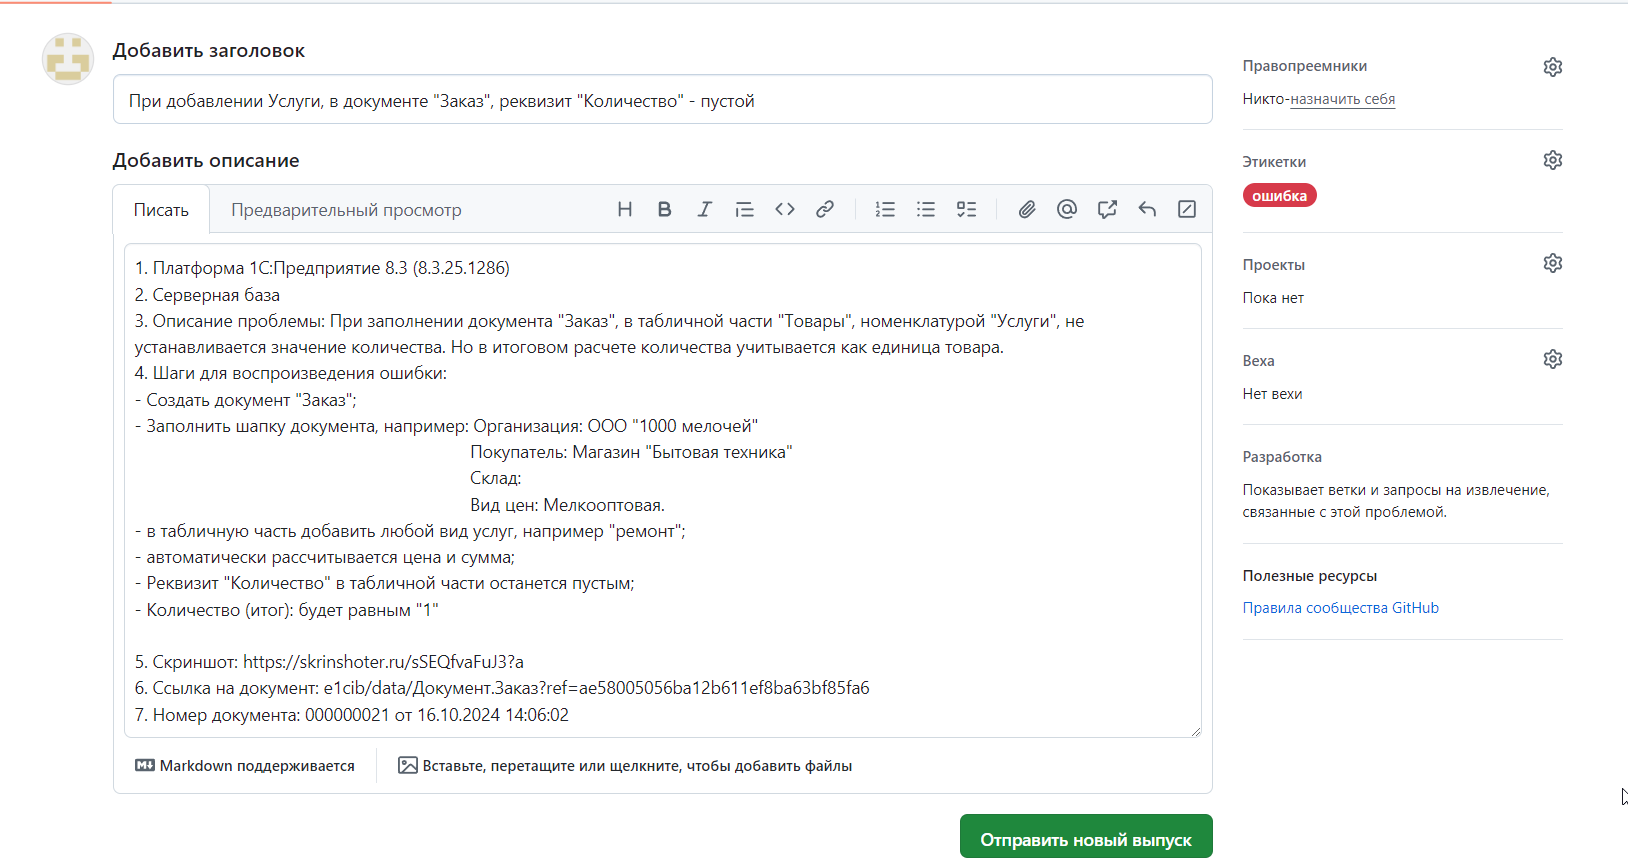 Добавить заголовок
При добавлении Услуги, в документе "Заказ", реквизит "Количество" - пустой
Добавить описание
Писать
Предварительный просмотр
1. Платформа 1С:Предприятие 8.3 (8.3.25.1286)
2. Серверная база
3. Описание проблемы: При заполнении документа "Заказ", в табличной части "Товары", номенклатурой "Услуги", не
устанавливается значение количества. Но в итоговом расчете количества учитывается как единица товара.
4. Шаги для воспроизведения ошибки:
- Создать документ "Заказ";
- Заполнить шапку документа, например: Организация: ООО "1000 мелочей"
Покупатель: Магазин "Бытовая техника"
Склад:
Вид цен: Мелкооптовая.
- в табличную часть добавить любой вид услуг, например "ремонт";
- автоматически рассчитывается цена и сумма;
- Реквизит "Количество" в табличной части останется пустым;
- Количество (итог): будет равным "1"
5. Скриншот: https://skrinshoter.ru/sSEQfvaFuJ3?a
6. Ссылка на документ: e1cib/data/Документ.Заказ?ref=ae58005056ba12b611ef8ba63bf85fa6
7. Номер документа: 000000021 от 16.10.2024 14:06:02
Markdown поддерживается
Вставьте, перетащите или щелкните, чтобы добавить файлы
Отправить новый выпуск
Правопреемники
Никто-назначить себя
Этикетки
ошибка
Проекты
Пока нет
Веха
Нет вехи
Разработка
Показывает ветки и запросы на извлечение,
связанные с этой проблемой.
Полезные ресурсы
Правила сообщества GitHub